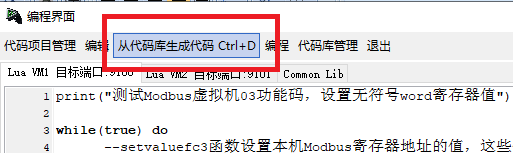 编程界面
代码项目管理 编辑 从代码库生成代码 Ctrl+D 编程 代码库管理 退出
Lua VM1 目标端口:9100 Lua VM2 目标端口:9101 Common Lib
1 print("测试Modbus虚拟机03功能码，设置无符号word寄存器值")
2
3 while(true) do
4 --setvaluefc3函数设置本机Modbus寄存器地址的值，这些